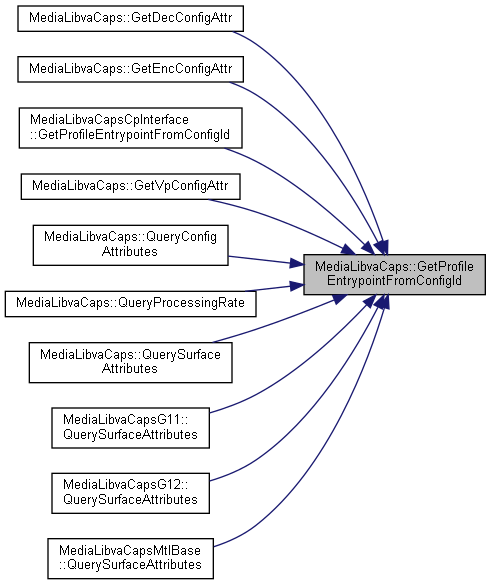 MediaLibvaCaps::GetDecConfigAttr
MediaLibvaCaps::GetEncConfigAttr
MediaLibvaCapsCpInterface
::GetProfileEntrypointFromConfigId
MediaLibvaCaps::GetVpConfigAttr
MediaLibvaCaps::QueryConfig
Attributes
MediaLibvaCaps::GetProfile
EntrypointFromConfigId
MediaLibvaCaps::QueryProcessingRate
MediaLibvaCaps::QuerySurface
Attributes
MediaLibvaCapsG11::
QuerySurfaceAttributes
MediaLibvaCapsG12::
QuerySurfaceAttributes
MediaLibvaCapsMtlBase
::QuerySurfaceAttributes